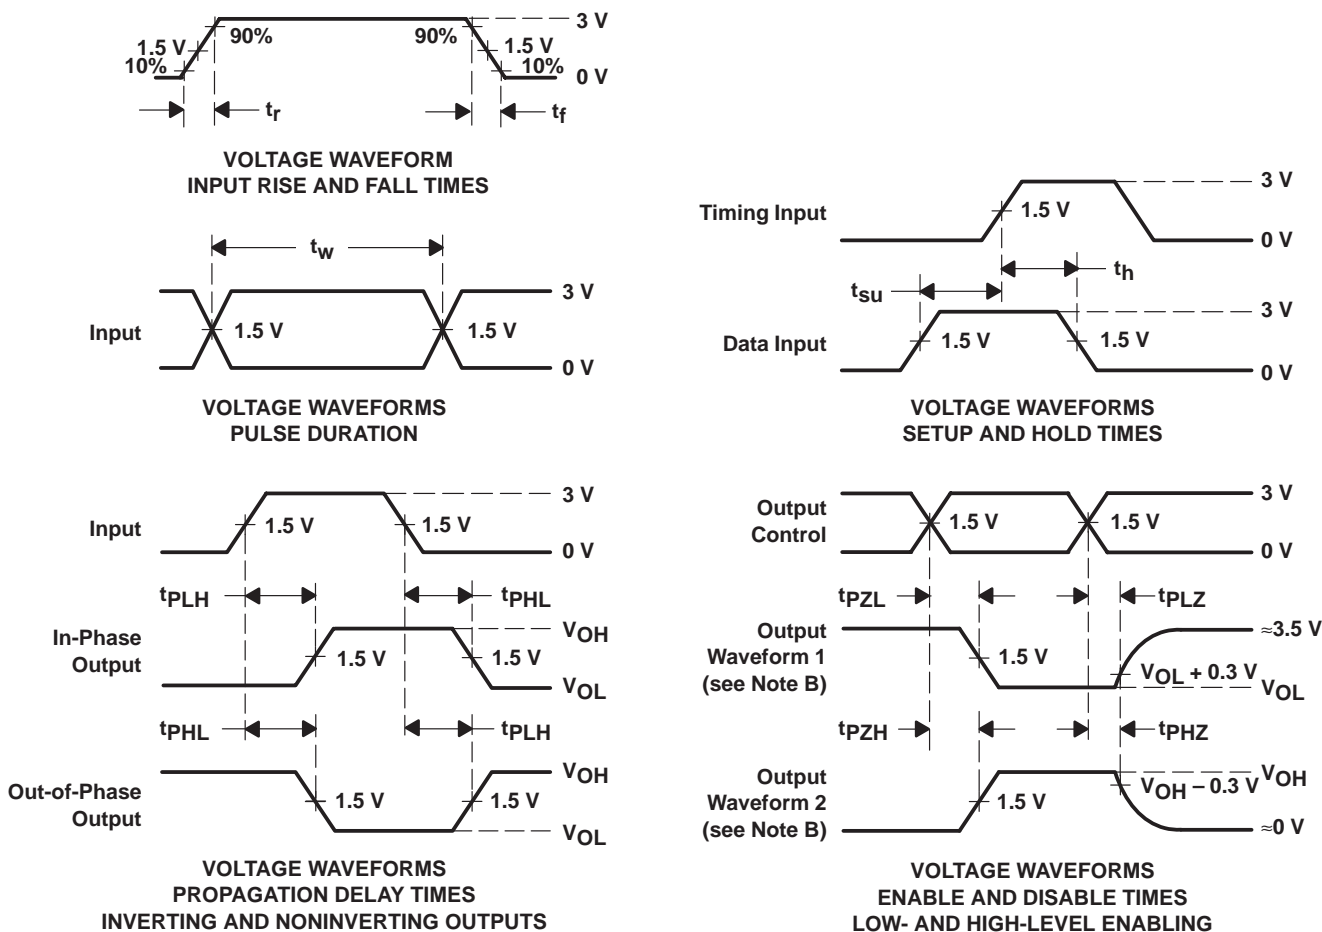 3 V
90%
90%
1.5 V
1.5 V
10%
10%
0 V
tr
tf
VOLTAGE WAVEFORM
INPUT RISE AND FALL TIMES
tw
3 V
Input
1.5 V
1.5 V
0 V
VOLTAGE WAVEFORMS
PULSE DURATION
3 V
Timing Input
1.5 V
0 V
th
tsu
3 V
Data Input
1.5 V
1.5 V
0 V
VOLTAGE WAVEFORMS
SETUP AND HOLD TIMES
3 V
Input
1.5 V
1.5 V
0 V
tPLH
tPHL
In-Phase
Output
VOH
1.5 V
1.5 V
VOL
tPHL
tPLH
Out-of-Phase
Output
VOH
1.5 V
1.5 V
VOL
VOLTAGE WAVEFORMS
PROPAGATION DELAY TIMES
INVERTING AND NONINVERTING OUTPUTS
Output
Control
3 V
1.5 V
1.5 V
0 V
tPZL
tPLZ
Output
Waveform 1
(see Note B)
≈3.5 V
1.5 V
VOL + 0.3 V
VOL
tPZH
tPHZ
Output
Waveform 2
(see Note B)
VOH
1.5 V
VOH − 0.3 V
≈0 V
VOLTAGE WAVEFORMS
ENABLE AND DISABLE TIMES
LOW- AND HIGH-LEVEL ENABLING